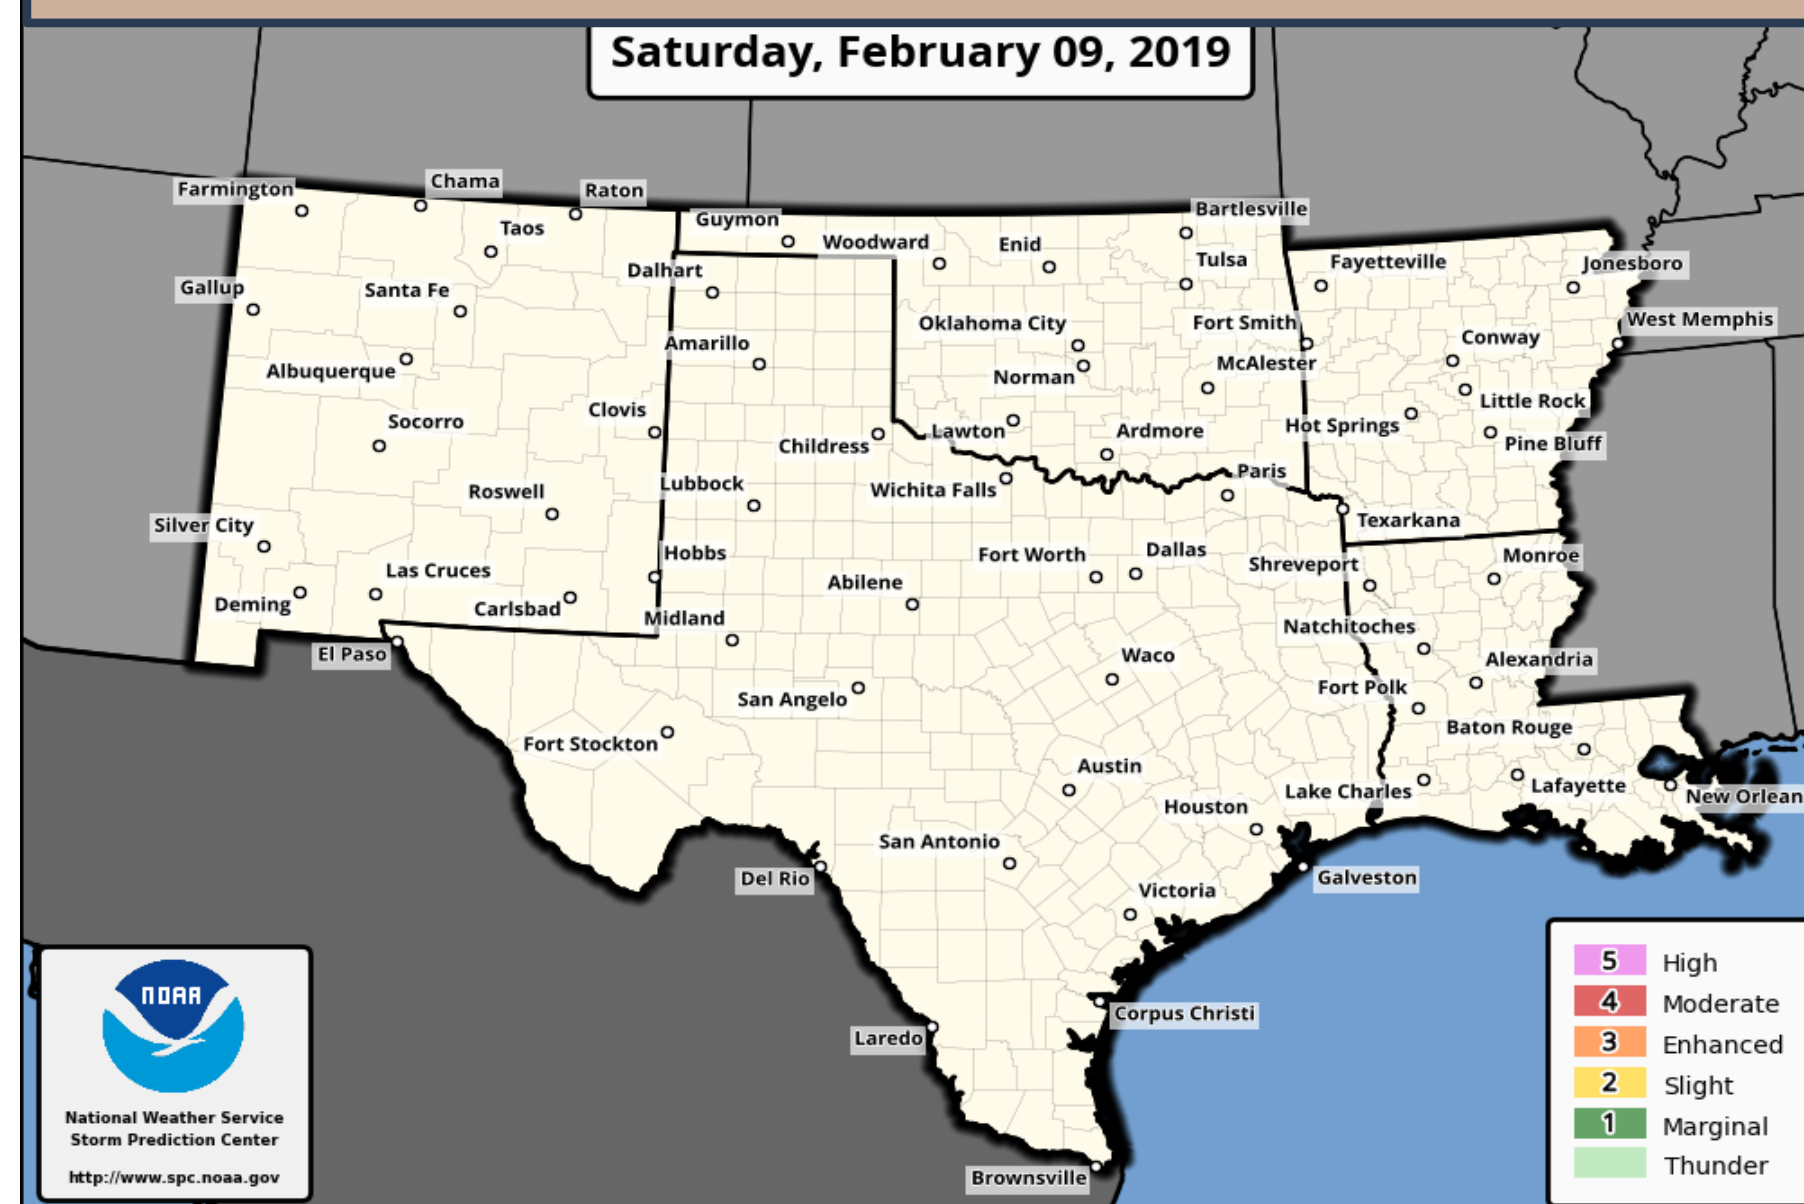 Saturday, February 09, 2019
Chama
Farmington
Raton
Bartlesville
Guymon
Taos
Woodward
Enid
Tulsa
Fayetteville
Jonesboro
Dalhart
Gallup
Santa Fe
West Memphis
Oklahoma City
Fort Smith
Conway
Amarillo
McAlester
Albuquerque
Norman
Little Rock
Clovis
Socorro
Hot Springs
Lawton
Ardmore
Pine Bluff
Childress
Paris
Lubbock
Wichita Falls
Roswell
Texarkana
Silver City
Hobbs
Fort Worth
Dallas
Monroe
Shreveport
Las Cruces
Abilene
Deming
Carlsbad
Midland
Natchitoches
El Paso
Waco
Alexandria
Fort Polk
San Angelo
Baton Rouge
Fort Stockton
Austin
Lake Charles
Lafayette
New Orlean
Houston
San Antonio
Del Rio
Galveston
Victoria
Corpus Christi
Laredo
Brownsville
NOAA
National Weather Service
Storm Prediction Center
http://www.spc.noaa.gov
5 High
4 Moderate
3 Enhanced
2 Slight
1 Marginal
Thunder